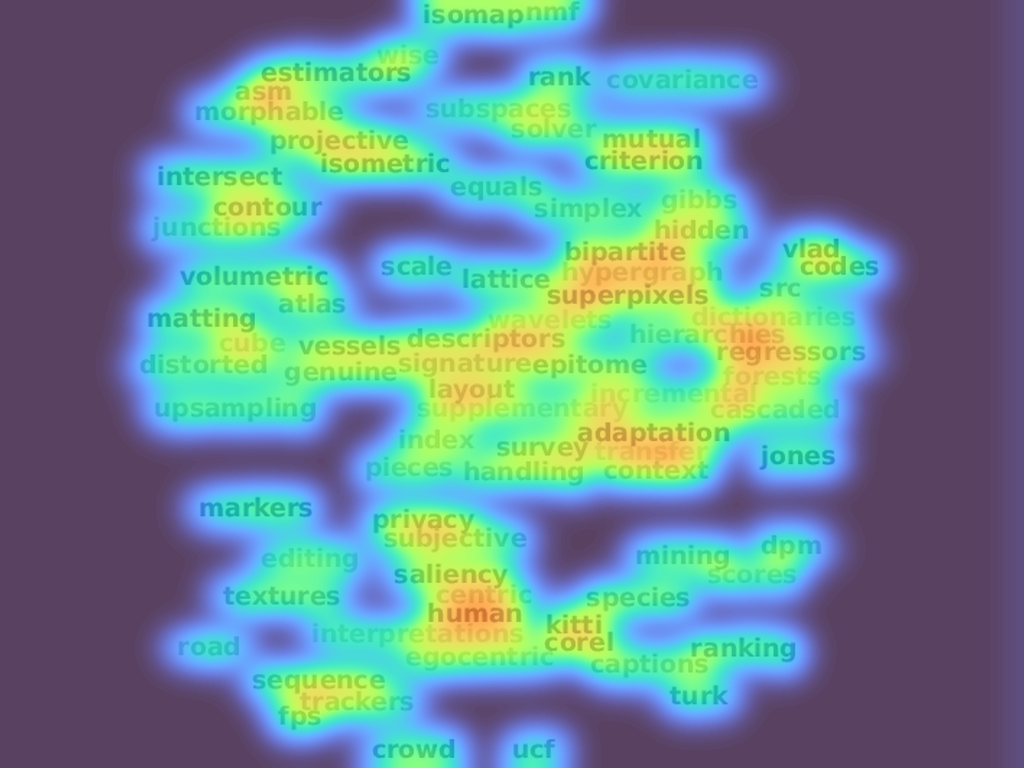 isomap nmf
wise
estimators rank covariance
asm
morphable subspaces
solver
projective mutual
isometric criterion
intersect equals
contour simplex gibbs
junctions hidden
bipartite vlad
scale hypergraph codes
volumetric lattice
superpixels src
atlas
matting wavelets dictionaries
cube vessels descriptors hierarchies
regressors
distorted genuine signature epitome
layout forests
upsampling supplementary incremental cascaded
index survey adaptation
transfer jones
pieces handling context
markers privacy
subjective
editing mining dpm
saliency scores
textures centric species
human
interpretations kitti
road corel ranking
egocentric captions
sequence
trackers turk
fps
crowd ucf